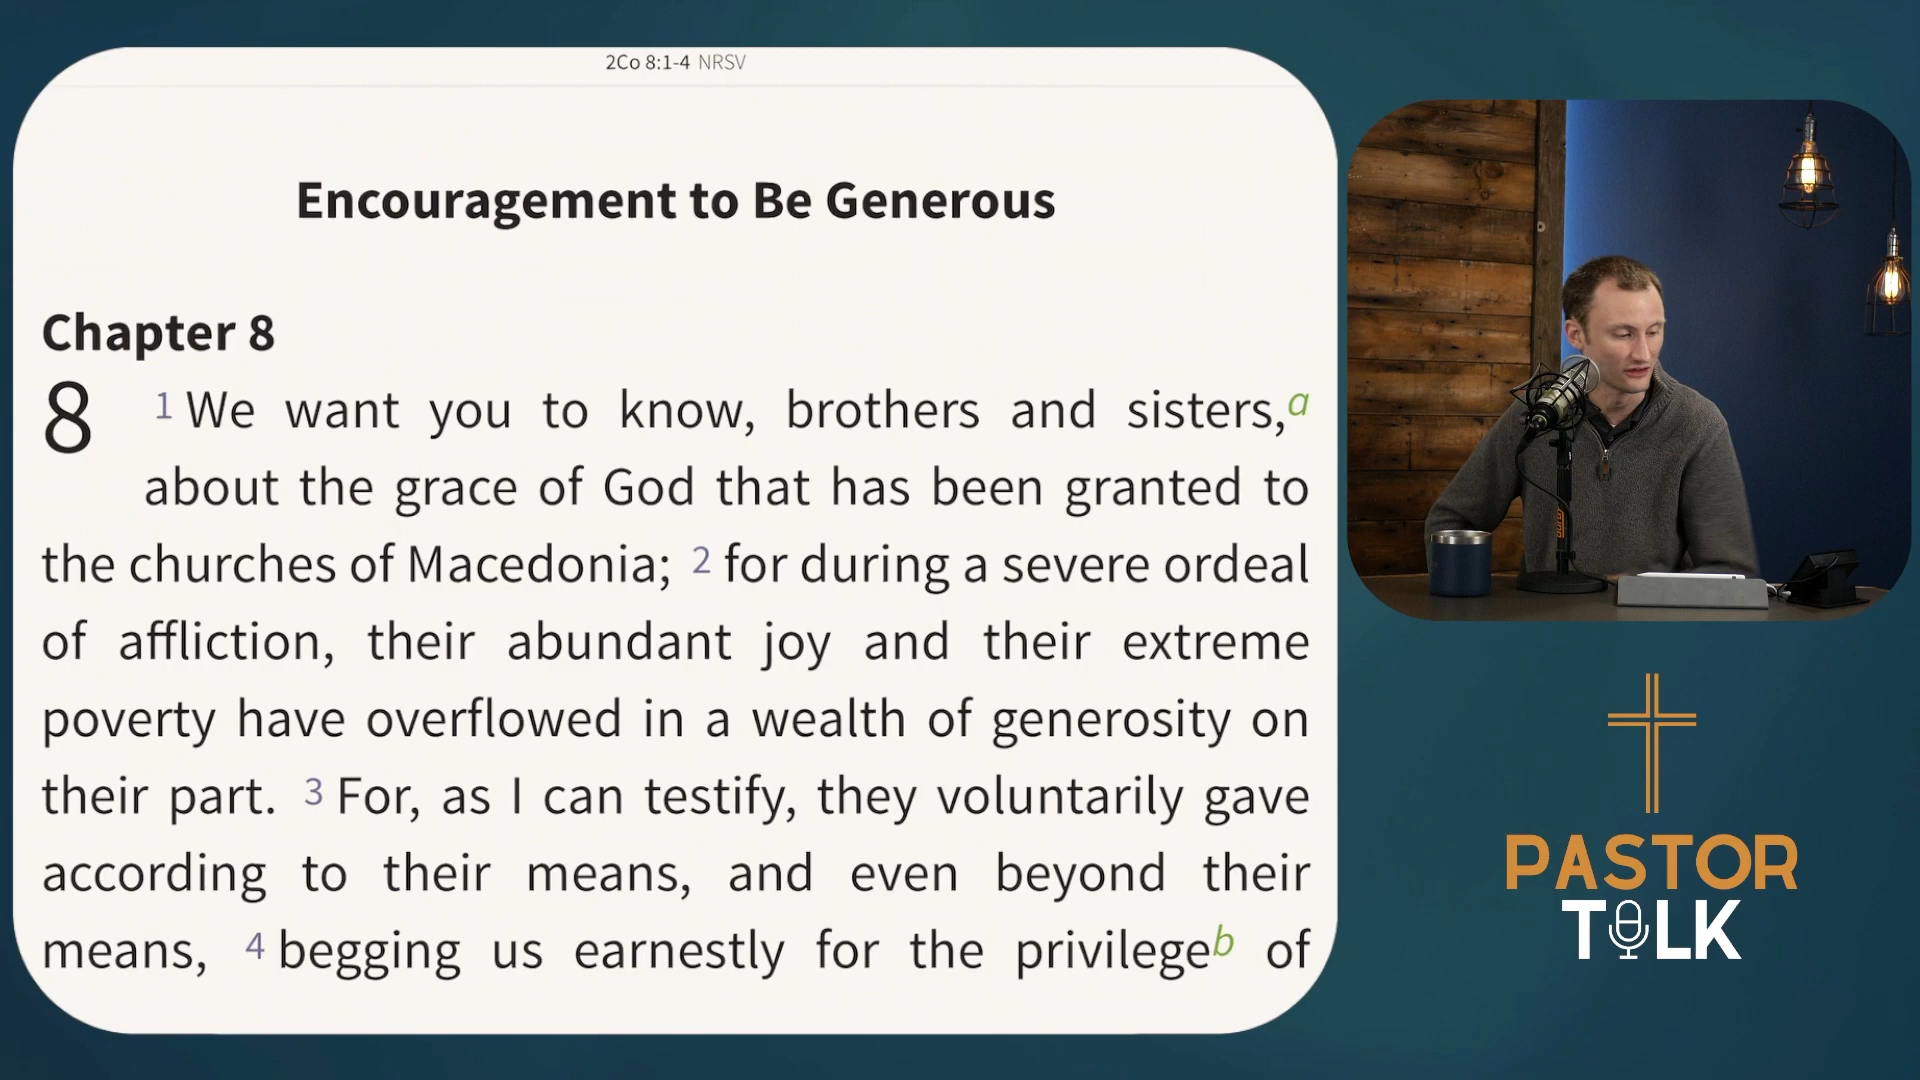 2Co 8:1-4 NRSV
Encouragement to Be Generous
Chapter 8
8 1 We want you to know, brothers and sisters,a
about the grace of God that has been granted to
the churches of Macedonia; 2 for during a severe ordeal
of affliction, their abundant joy and their extreme
poverty have overflowed in a wealth of generosity on
their part. 3 For, as I can testify, they voluntarily gave
according to their means, and even beyond their
means, 4 begging us earnestly for the privilegeb of
PASTOR
TALK